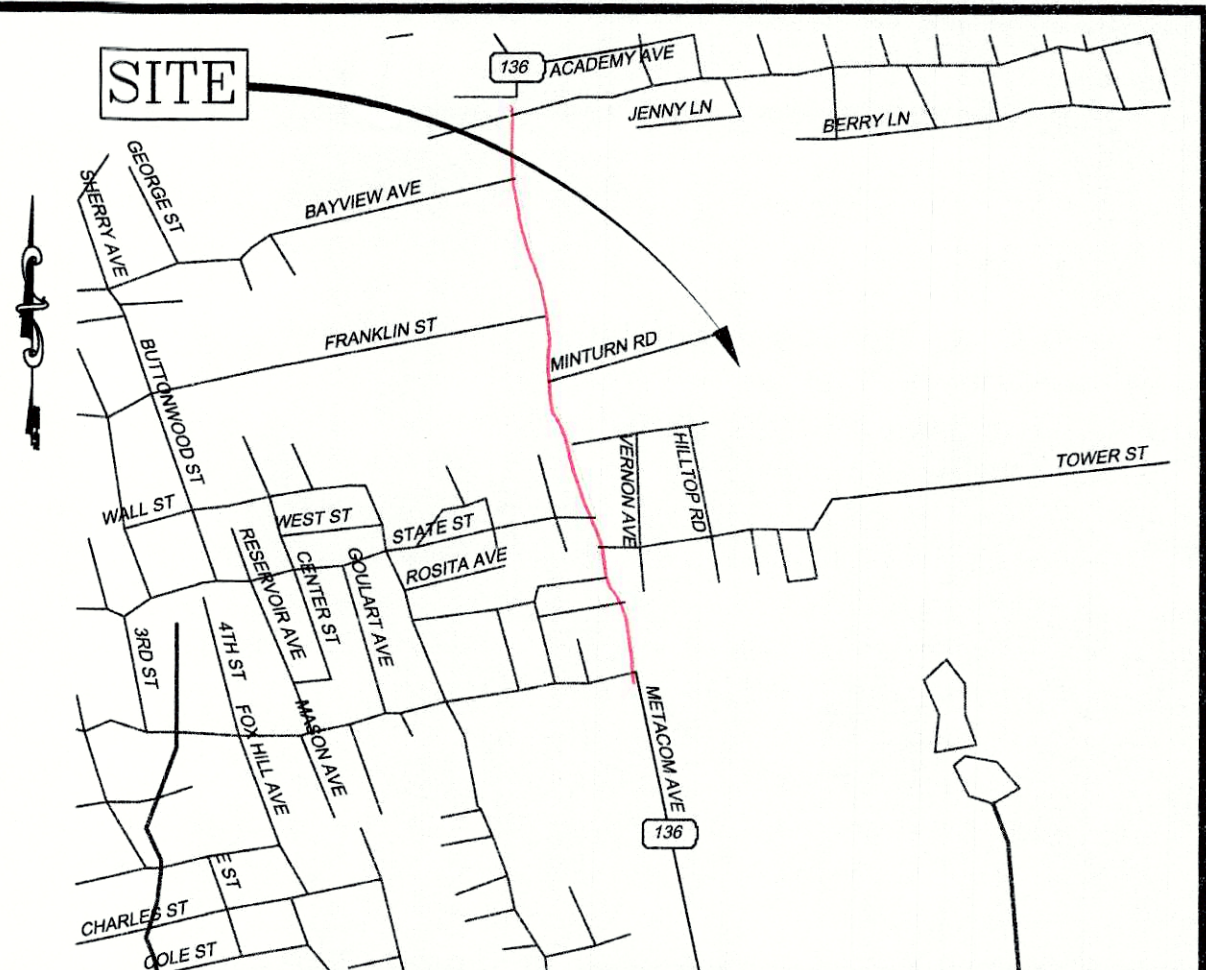 SITE
136
ACADEMY AVE
JENNY LN
BERRY LN
GEORGE ST
SHERRY AVE
BAYVIEW AVE
FRANKLIN ST
MINTURN RD
BUTTONWOOD ST
VERNON AVE
HILLTOP RD
TOWER ST
WALL ST
WEST ST
STATE ST
RESERVOIR AVE
CENTER ST
GOULART AVE
ROSITA AVE
3RD ST
4TH ST
FOX HILL AVE
MASON AVE
METACOM AVE
136
E ST
CHARLES ST
COLE ST